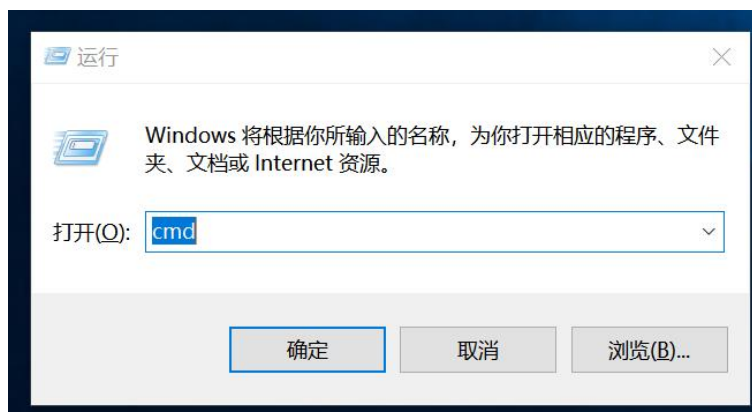 运行
Windows 将根据你所输入的名称，为你打开相应的程序、文件
夹、文档或 Internet 资源。
打开(O): cmd
确定 取消 浏览(B)...